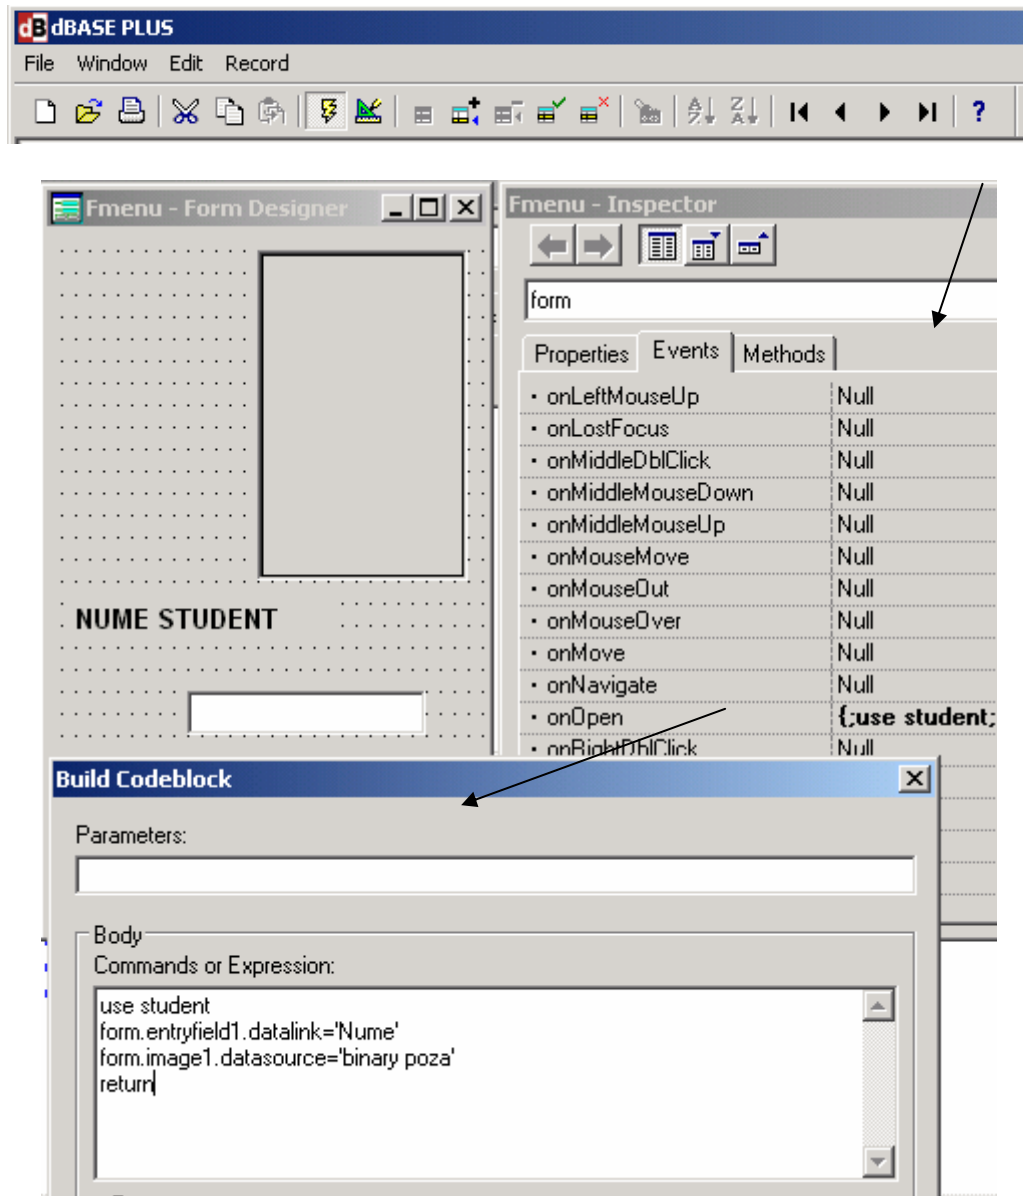 dB dBASE PLUS
File Window Edit Record
?
Fmenu - Form Designer
Fmenu - Inspector
form
Properties Events Methods
onLeftMouseUp Null
onLostFocus Null
onMiddleDblClick Null
onMiddleMouseDown Null
onMiddleMouseUp Null
onMouseMove Null
onMouseOut Null
onMouseOver Null
onMove Null
onNavigate Null
onOpen {;use student;
onRightDblClick Null
NUME STUDENT
Build Codeblock
Parameters:
Body
Commands or Expression:
use student
form.entryfield1.datalink='Nume'
form.image1.datasource='binary poza'
return